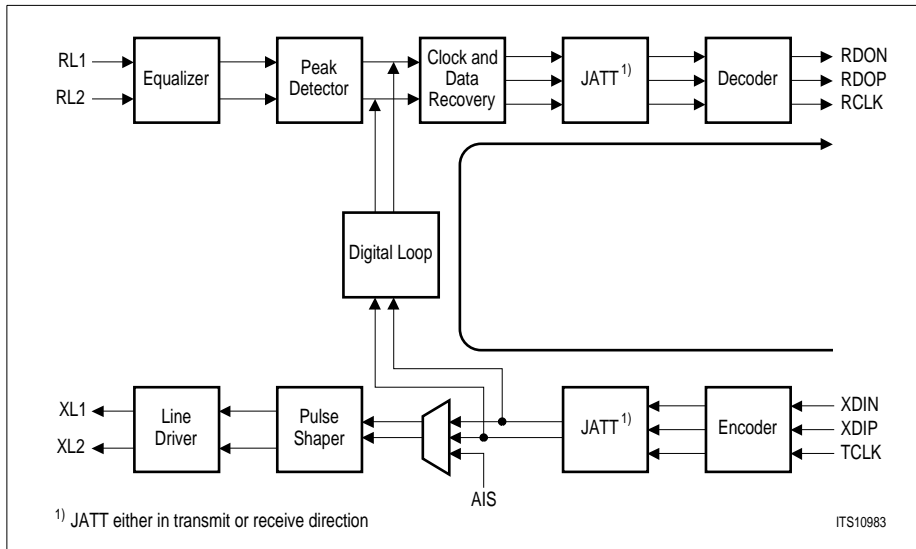 RL1
RL2
Equalizer
Peak
Detector
Clock and
Data
Recovery
JATT 1)
Decoder
RDON
RDOP
RCLK
Digital Loop
XL1
XL2
Line
Driver
Pulse
Shaper
AIS
JATT 1)
Encoder
XDIN
XDIP
TCLK
1) JATT either in transmit or receive direction
ITS10983